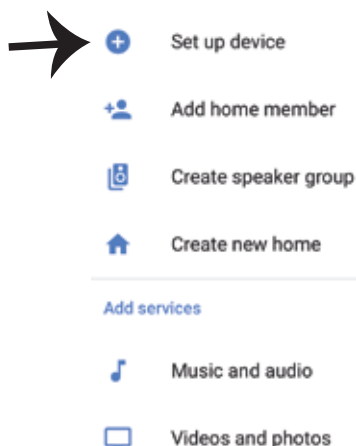 Set up device
Add home member
Create speaker group
Create new home
Add services
Music and audio
Videos and photos